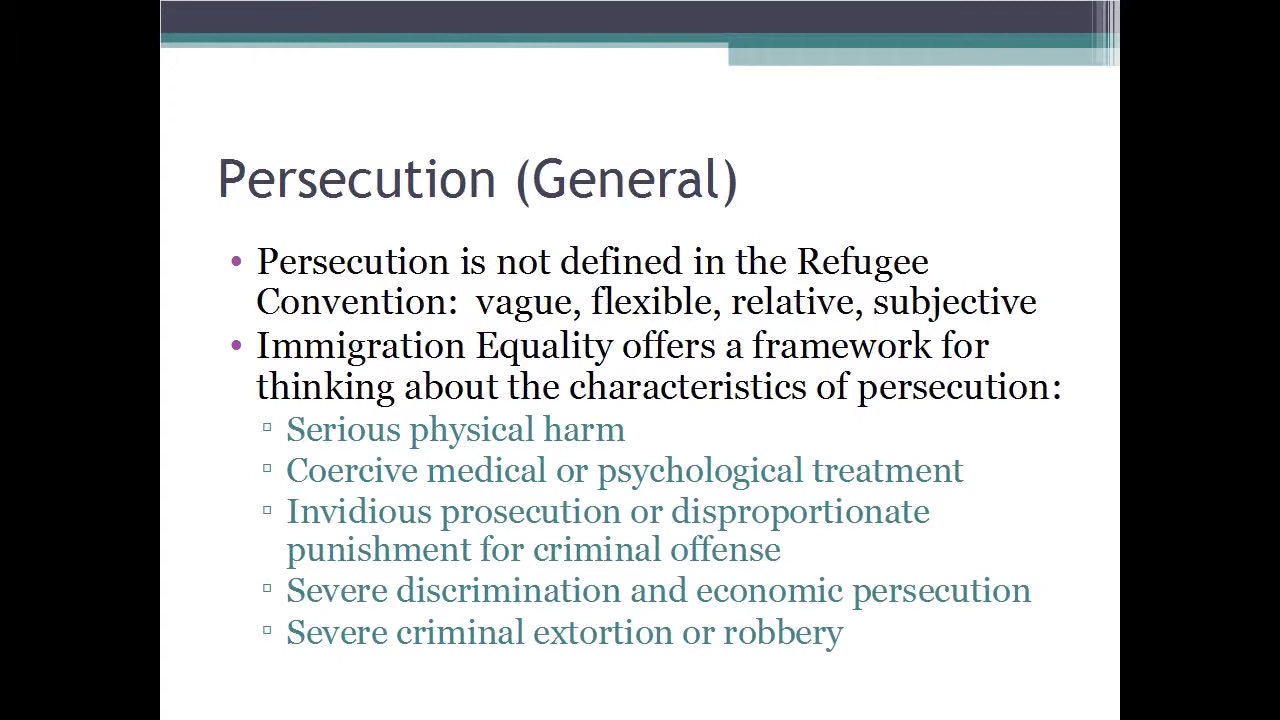 Persecution (General)
• Persecution is not defined in the Refugee
Convention:  vague, flexible, relative, subjective
• Immigration Equality offers a framework for
thinking about the characteristics of persecution:
▫ Serious physical harm
▫ Coercive medical or psychological treatment
▫ Invidious prosecution or disproportionate
punishment for criminal offense
▫ Severe discrimination and economic persecution
▫ Severe criminal extortion or robbery